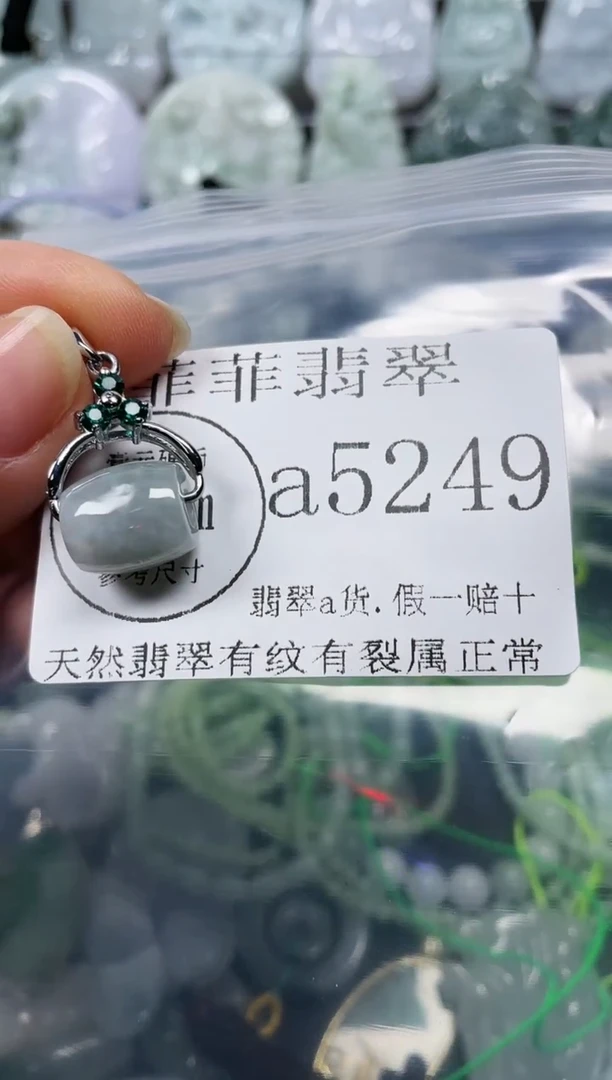 菲菲翡翠
a5249
参考尺寸
翡翠a货.假一赔十
天然翡翠有纹有裂属正常